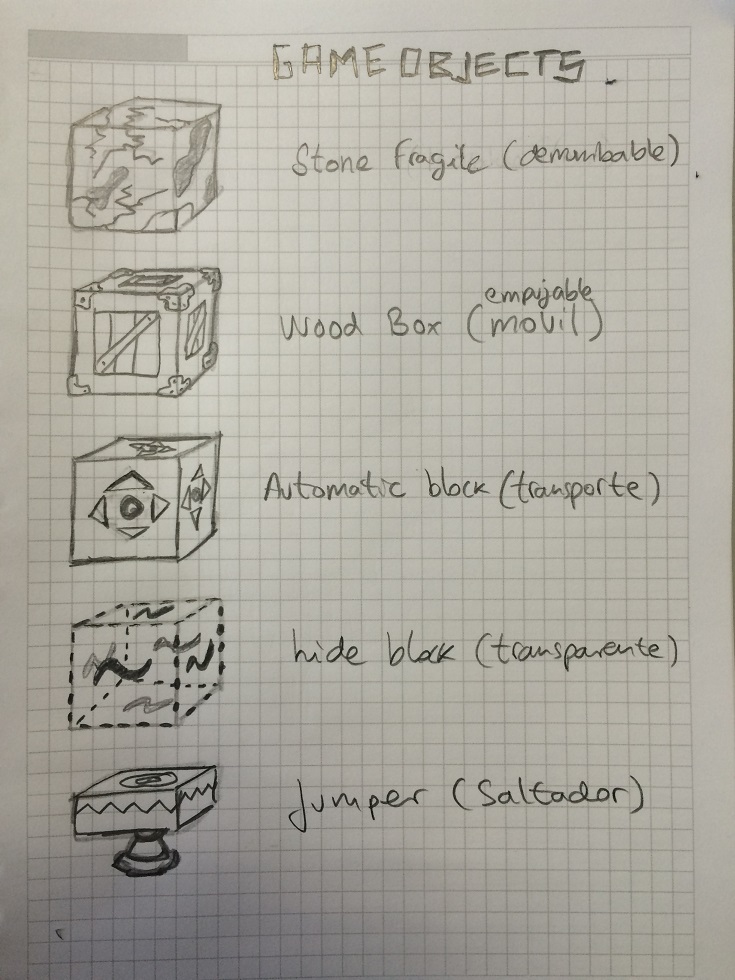 GAME OBJECTS.
Stone fragile (derrumbable)
empujable
Wood Box (movil)
Automatic block (transporte)
hide block (transparente)
Jumper (Saltador)